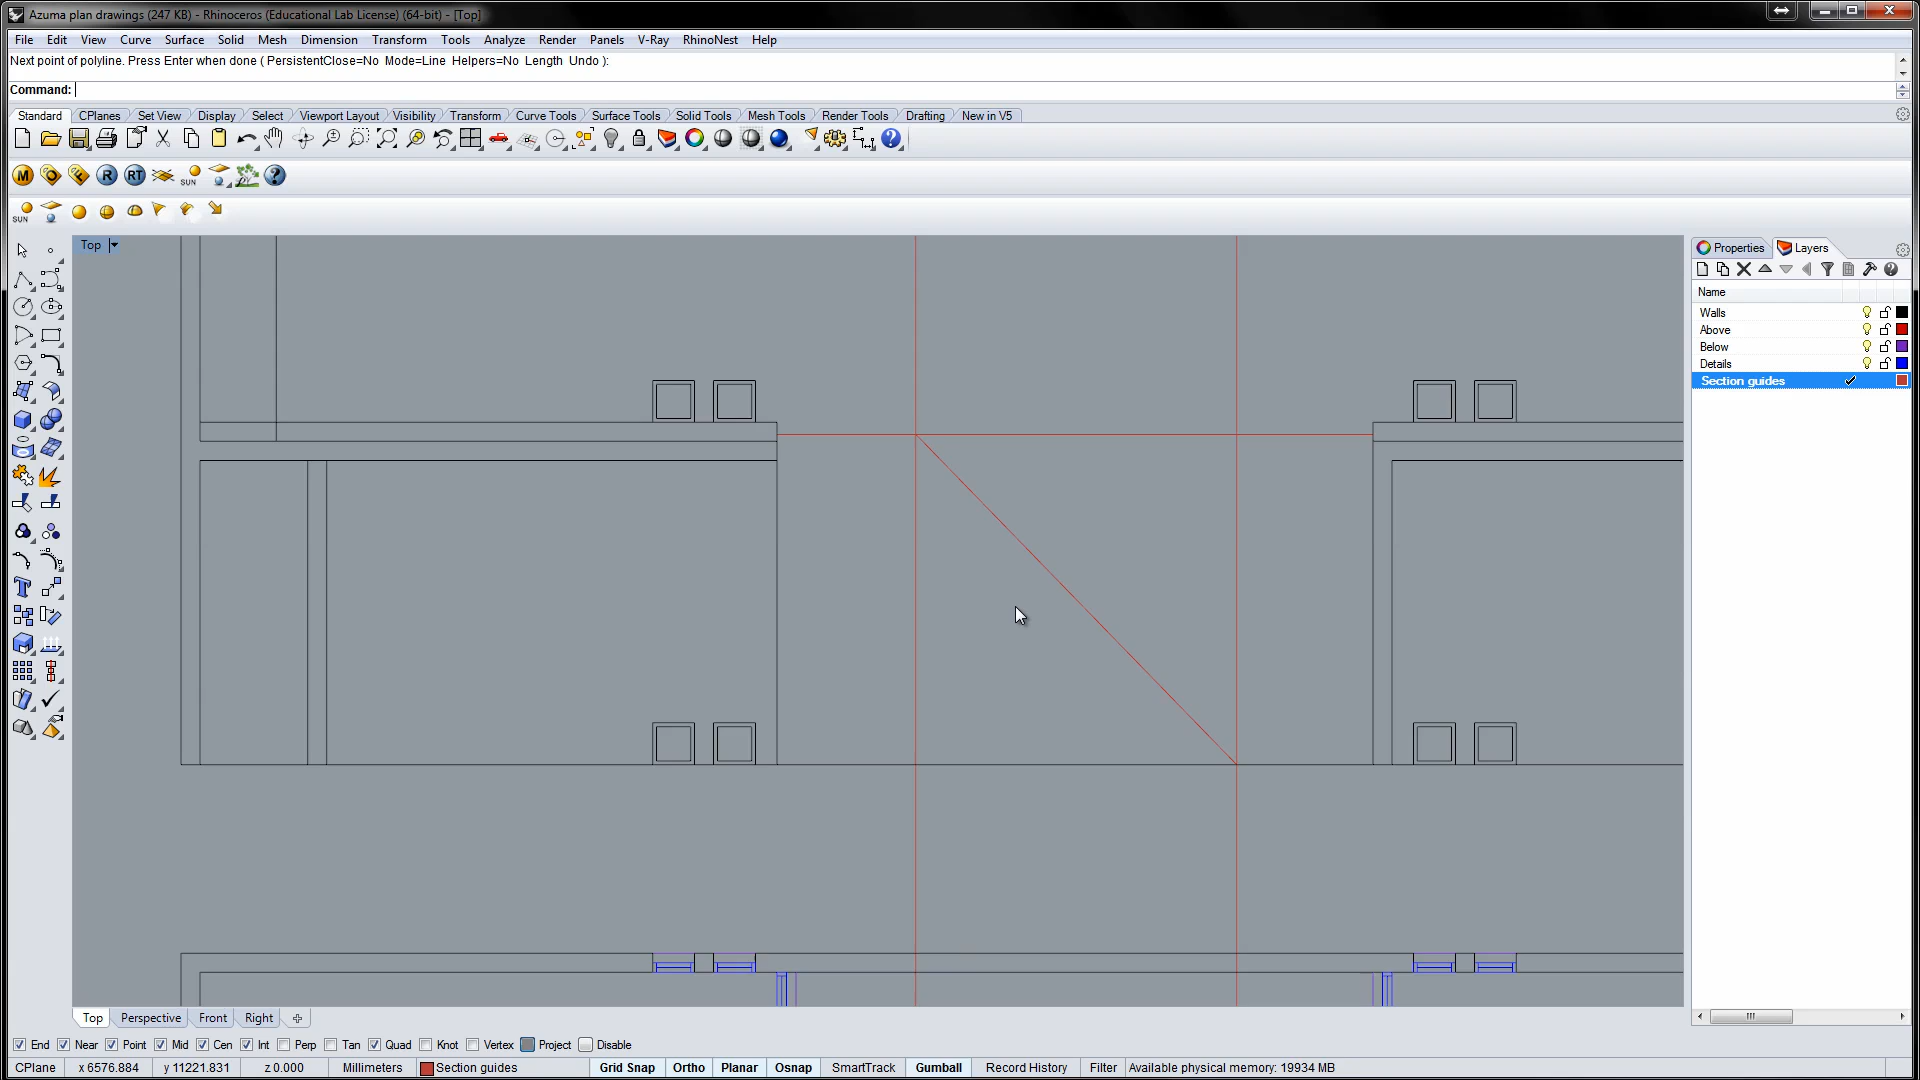 Azuma plan drawings (247 KB) - Rhinoceros (Educational Lab License) (64-bit) - [Top]
File Edit View Curve Surface Solid Mesh Dimension Transform Tools Analyze Render Panels V-Ray RhinoNest Help
Next point of polyline. Press Enter when done ( PersistentClose=No Mode=Line Helpers=No Length Undo ):
Command:
Standard CPlanes Set View Display Select Viewport Layout Visibility Transform Curve Tools Surface Tools Solid Tools Mesh Tools Render Tools Drafting New in V5
M O F R RT SUN
SUN
Top
Properties Layers
Name
Walls
Above
Below
Details
Section guides
Top Perspective Front Right
End Near Point Mid Cen Int Perp Tan Quad Knot Vertex Project Disable
CPlane x 6576.884 y 11221.831 z 0.000 Millimeters Section guides Grid Snap Ortho Planar Osnap SmartTrack Gumball Record History Filter Available physical memory: 19934 MB